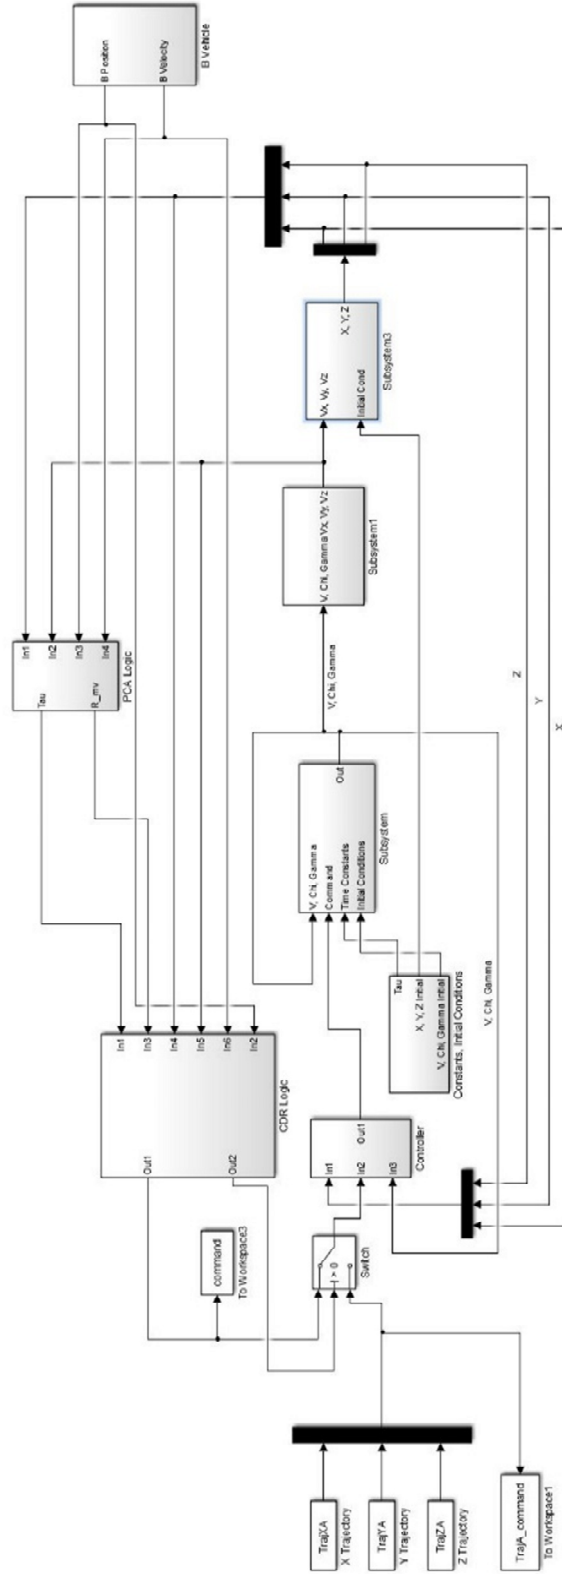 TrajXA
X Trajectory
TrajYA
Y Trajectory
TrajZA
Z Trajectory
TrajA_command
To Workspace1
command
To Workspace3
> 0
Switch
Out1
Out2
In1
In3
In4
In5
In6
In2
CDR Logic
In1
In2
In3
Out1
Controller
Tau
X, Y, Z Initial
V, Chi, Gamma Initial
Constants, Initial Conditions
V, Chi, Gamma
V, Chi, Gamma
Command
Time Constants
Initial Conditions
Out
Subsystem
V, Chi, Gamma
Tau
R_mv
In1
In2
In3
In4
PCA Logic
V, Chi, Gamma
Vx, Vy, Vz
Subsystem1
Vx, Vy, Vz
Initial Cond
X, Y, Z
Subsystem3
Z
Y
X
B Position
B Velocity
B Vehicle